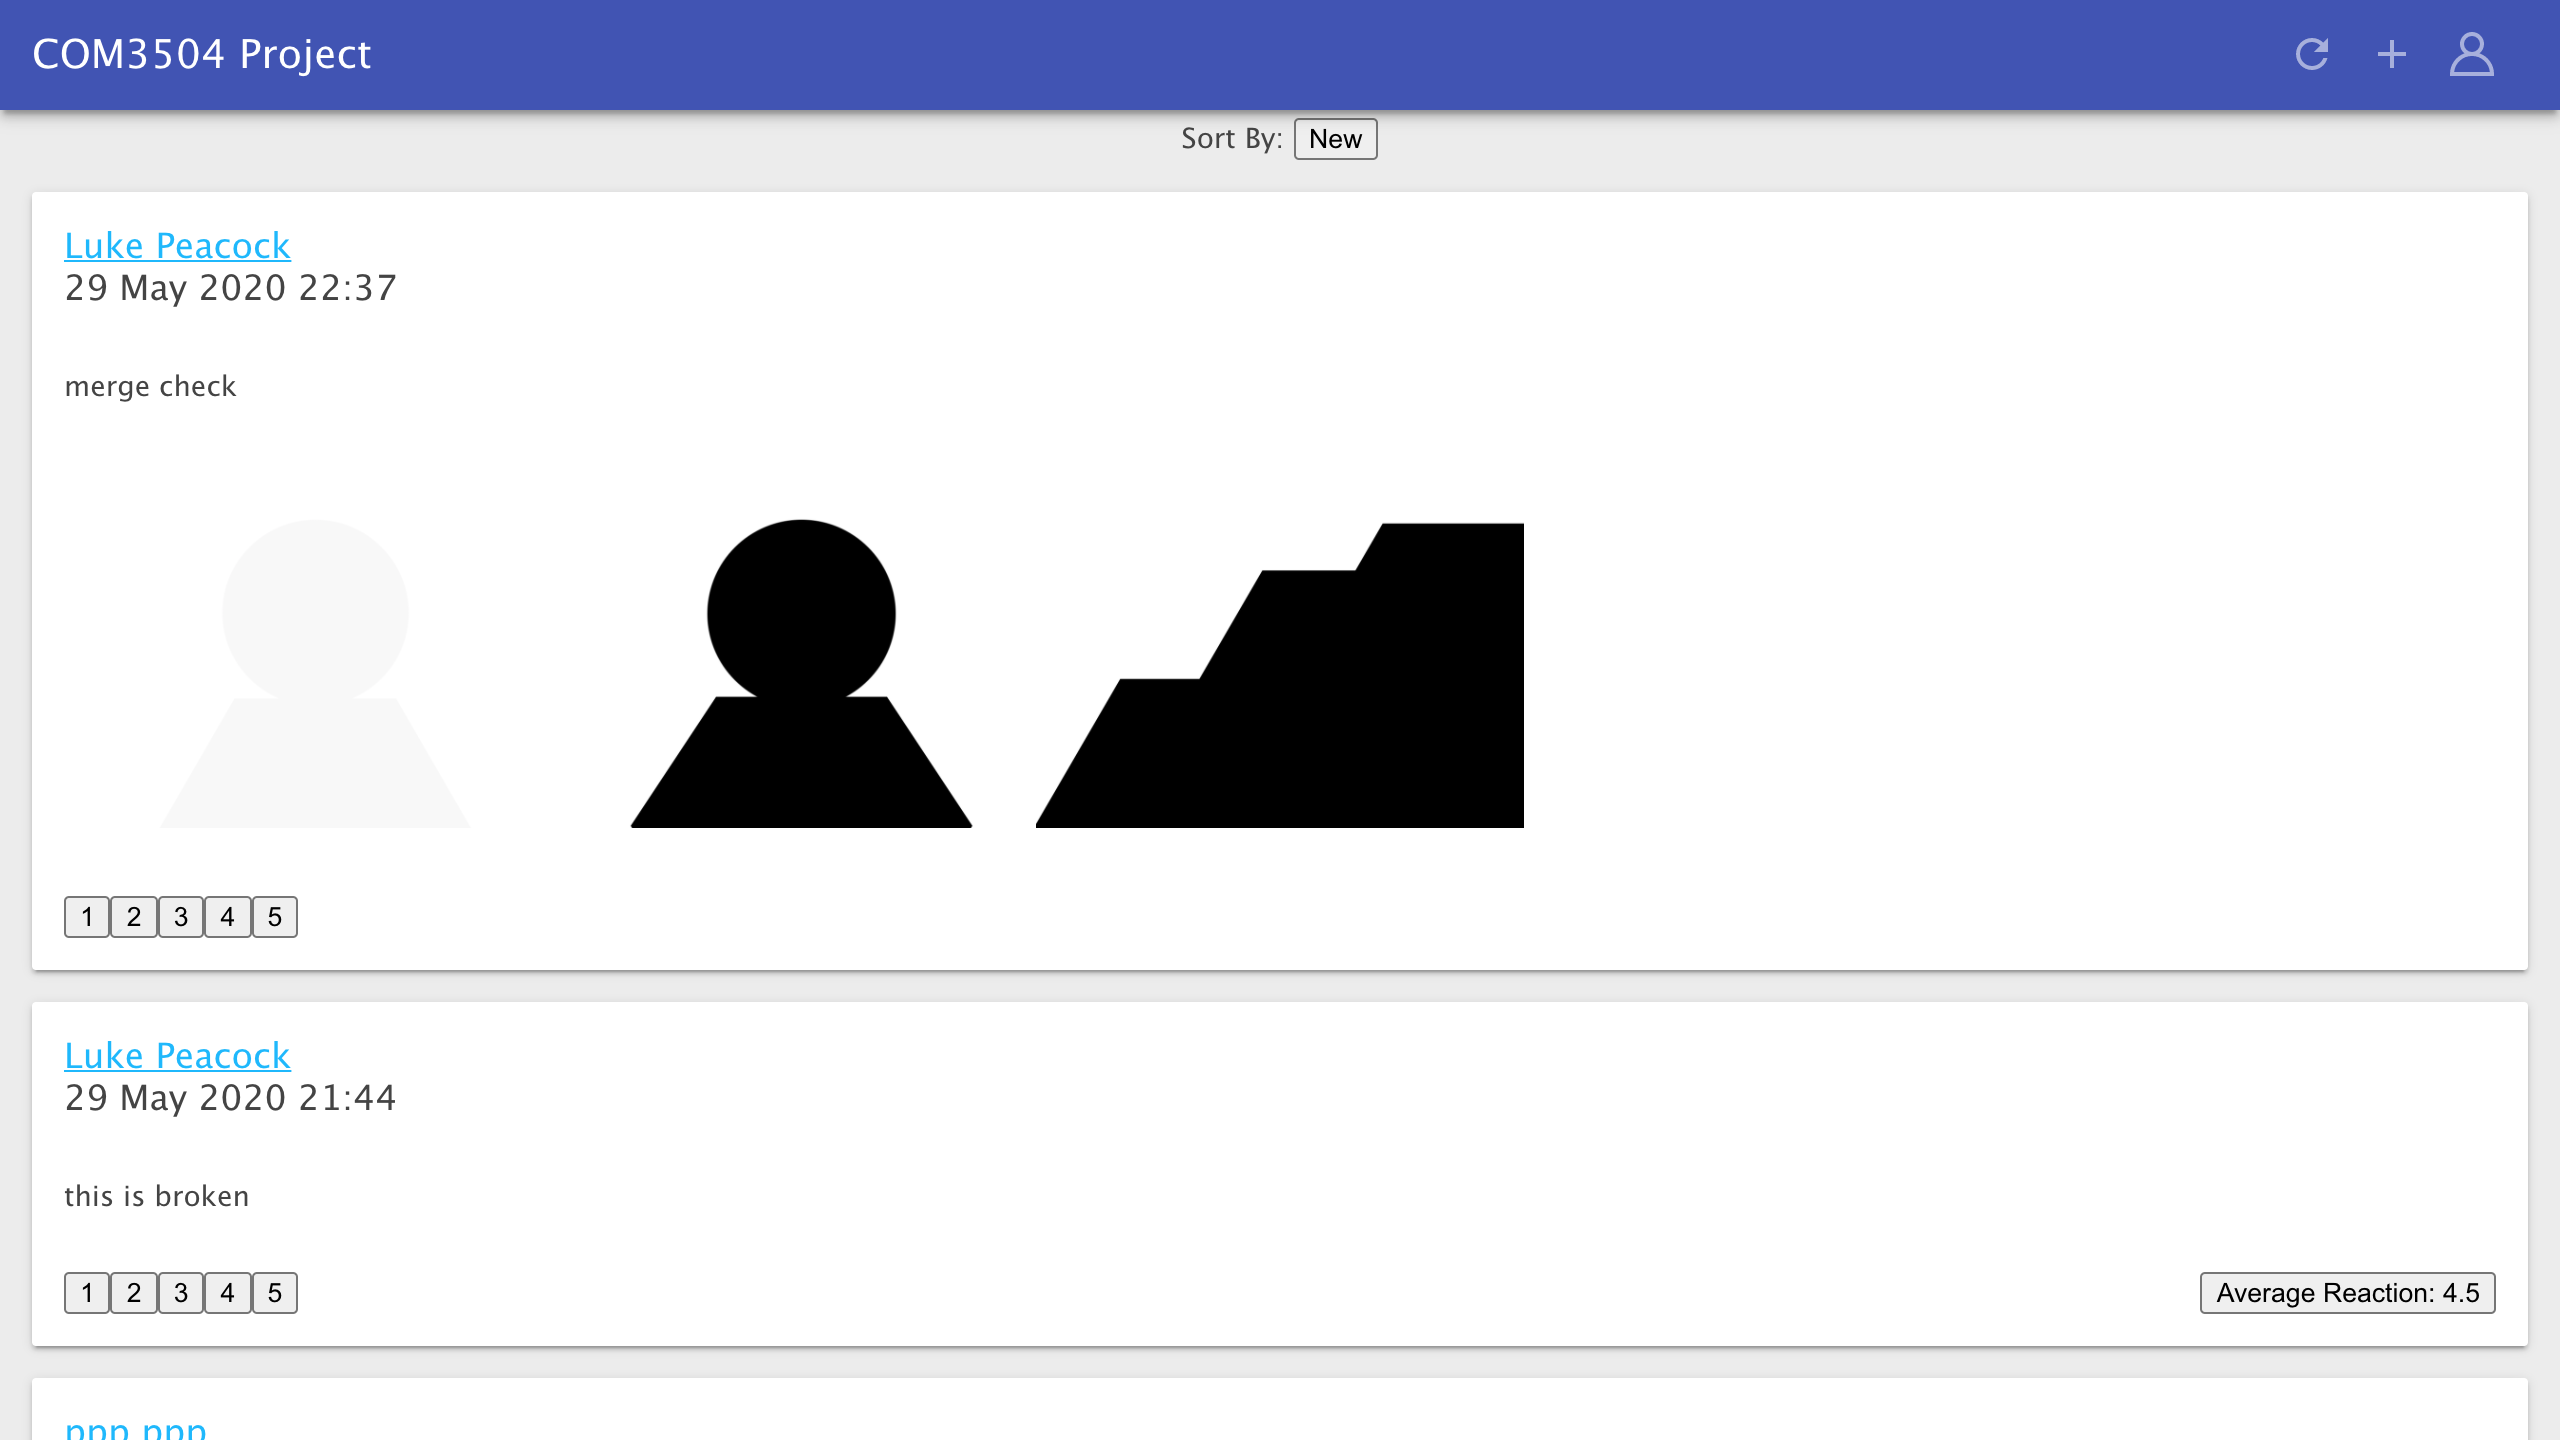 COM3504 Project
Sort By: New
Luke Peacock
29 May 2020 22:37
merge check
1 2 3 4 5
Luke Peacock
29 May 2020 21:44
this is broken
1 2 3 4 5 Average Reaction: 4.5
ppp ppp